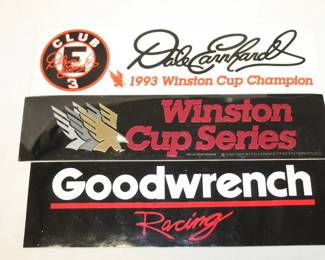 CLUB
3
Dale Earnhardt
1993 Winston Cup Champion
Winston
Cup Series
Goodwrench
Racing